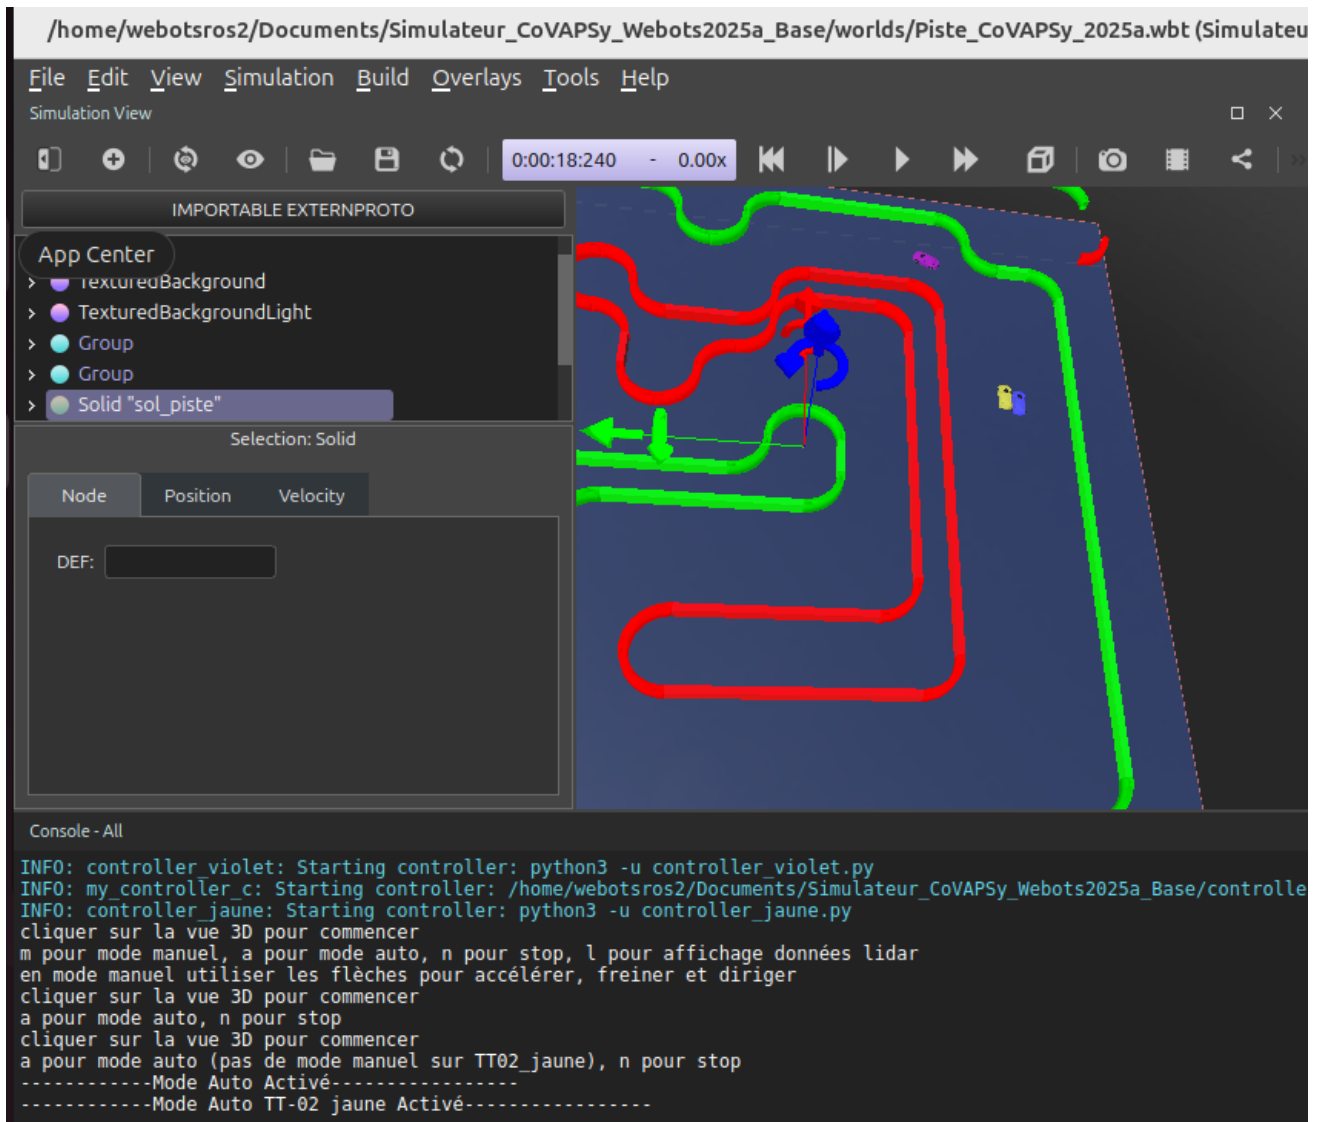 /home/webotsros2/Documents/Simulateur_CoVAPSy_Webots2025a_Base/worlds/Piste_CoVAPSy_2025a.wbt (Simulateu
File Edit View Simulation Build Overlays Tools Help
Simulation View
0:00:18:240 - 0.00x
IMPORTABLE EXTERNPROTO
App Center
TexturedBackground
TexturedBackgroundLight
Group
Group
Solid "sol_piste"
Selection: Solid
Node Position Velocity
DEF:
Console - All
INFO: controller_violet: Starting controller: python3 -u controller_violet.py
INFO: my_controller_c: Starting controller: /home/webotsros2/Documents/Simulateur_CoVAPSy_Webots2025a_Base/controlle
INFO: controller_jaune: Starting controller: python3 -u controller_jaune.py
cliquer sur la vue 3D pour commencer
m pour mode manuel, a pour mode auto, n pour stop, l pour affichage données lidar
en mode manuel utiliser les flèches pour accélérer, freiner et diriger
cliquer sur la vue 3D pour commencer
a pour mode auto, n pour stop
cliquer sur la vue 3D pour commencer
a pour mode auto (pas de mode manuel sur TT02_jaune), n pour stop
------------Mode Auto Activé-----------------
------------Mode Auto TT-02 jaune Activé-----------------